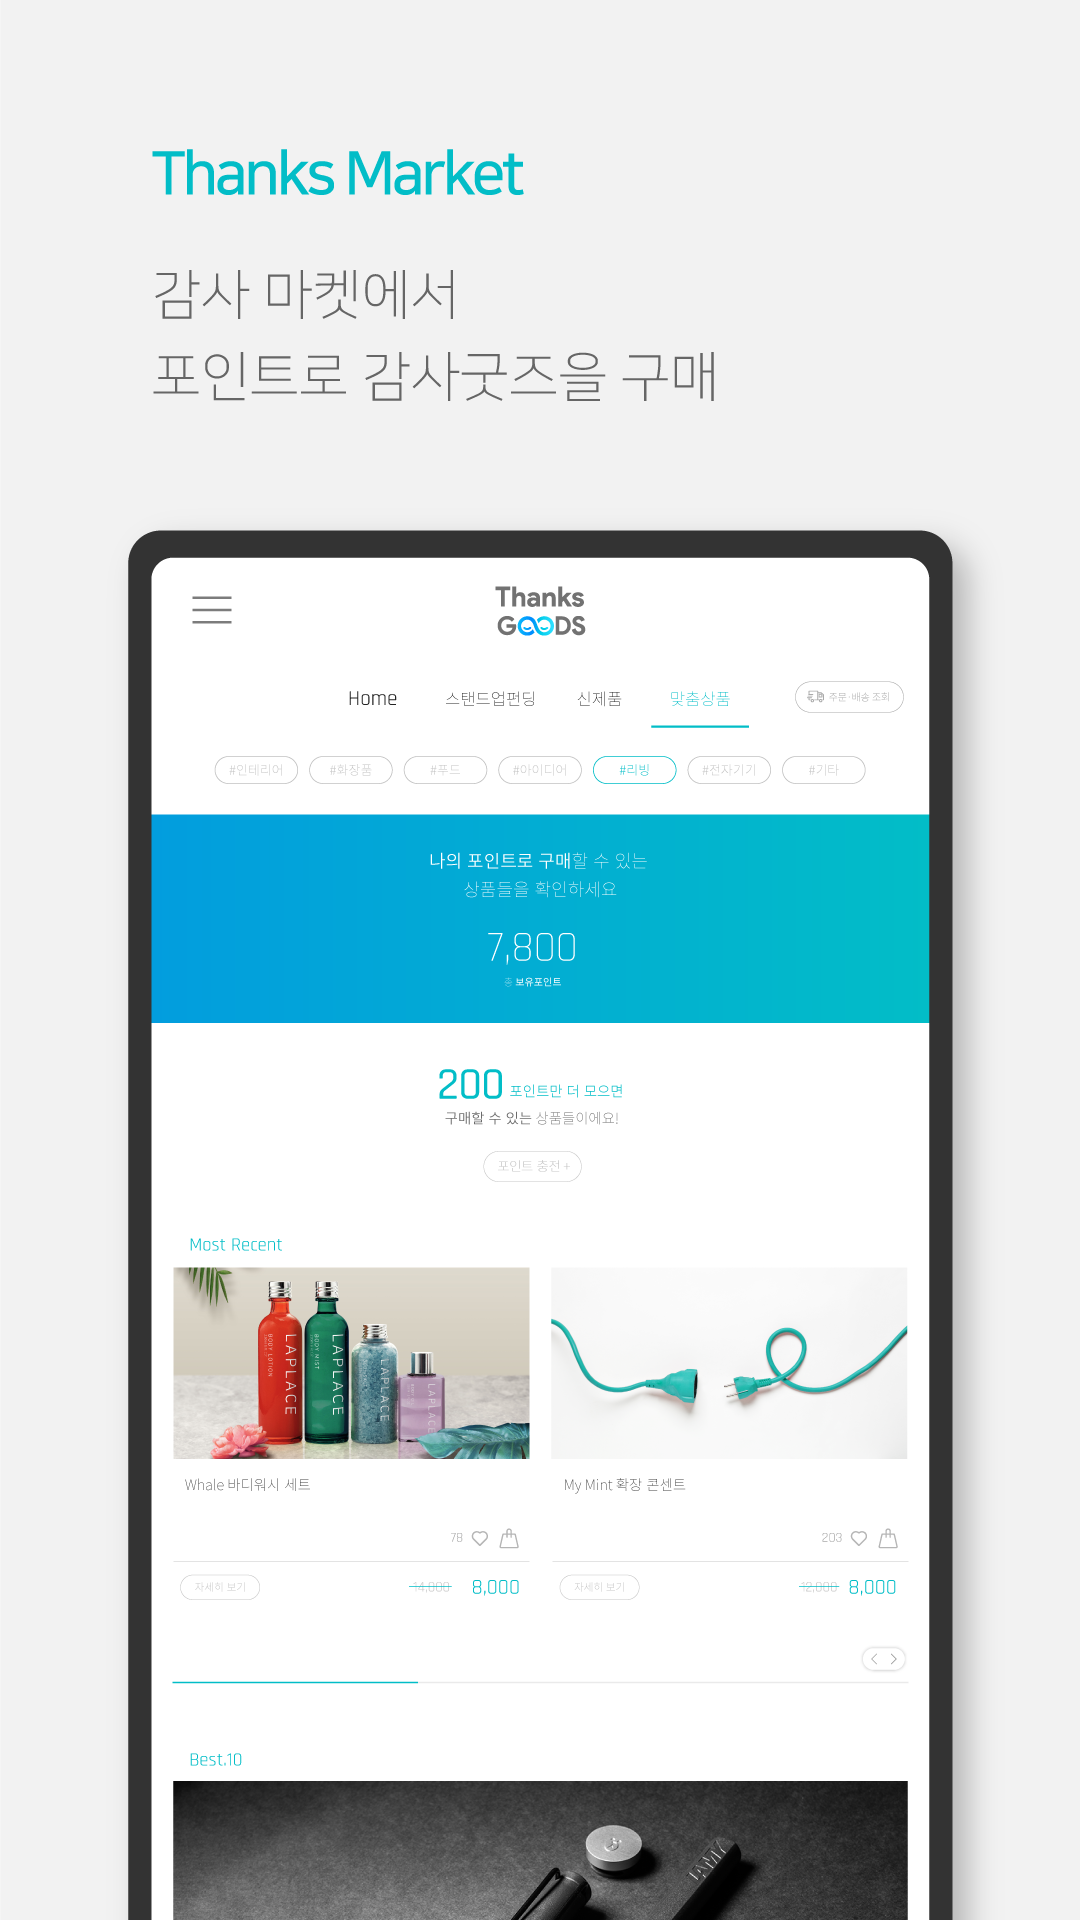 Thanks Market
감사 마켓에서
포인트로 감사굿즈을 구매
Thanks
GOODS
Home 스탠드업펀딩 신제품 맞춤상품 주문·배송 조회
#인테리어 #화장품 #푸드 #아이디어 #리빙 #전자기기 #기타
나의 포인트로 구매할 수 있는
상품들을 확인하세요
7,800
총 보유포인트
200 포인트만 더 모으면
구매할 수 있는 상품들이에요!
포인트 충전 +
Most Recent
LAPLACE
BODY LOTION
LAPLACE
BODY MIST
LAPLACE
LAPLACE
Whale 바디워시 세트
78
자세히 보기 14,000 8,000
My Mint 확장 콘센트
203
자세히 보기 12,000 8,000
Best.10
LAMY